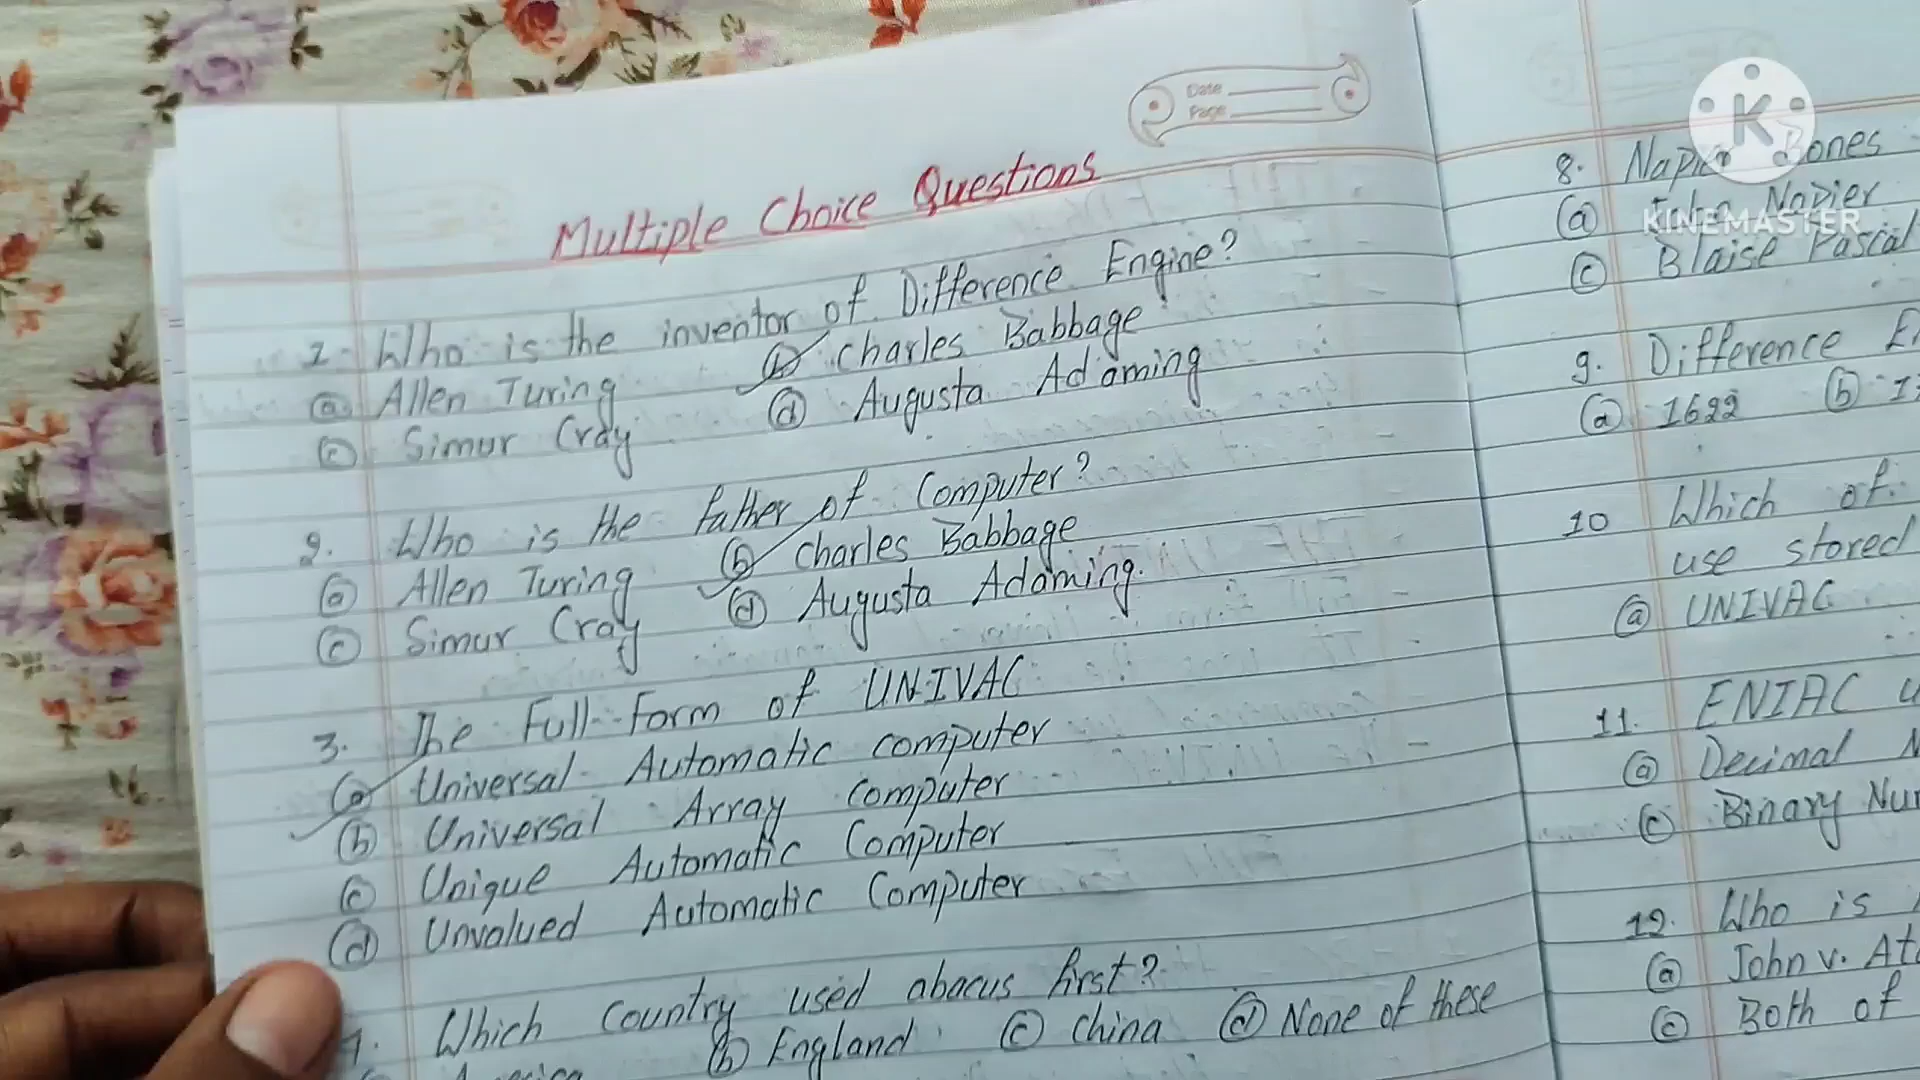 Date
Page
Multiple Choice Questions
1. Who is the inventor of Difference Engine?
(a) Allen Turing (b) Charles Babbage
(c) Simur Cray (d) Augusta Adaming
2. Who is the father of Computer?
(a) Allen Turing (b) Charles Babbage
(c) Simur Cray (d) Augusta Adaming.
3. The Full-Form of UNIVAC
(a) Universal Automatic computer
(b) Universal Array computer
(c) Unique Automatic Computer
(d) Unvalued Automatic Computer
Which country used abacus first?
(b) England (c) China (d) None of these
8. Bones
(a) John Napier
(c) Blaise Pascal
9. Difference
(a) 1622 (b)
10 Which of
use stored
(a) UNIVAC
11. ENIAC
(a) Decimal
(c) Binary
12. Who is
(a) John v.
(c) Both of
K
KINEMASTER